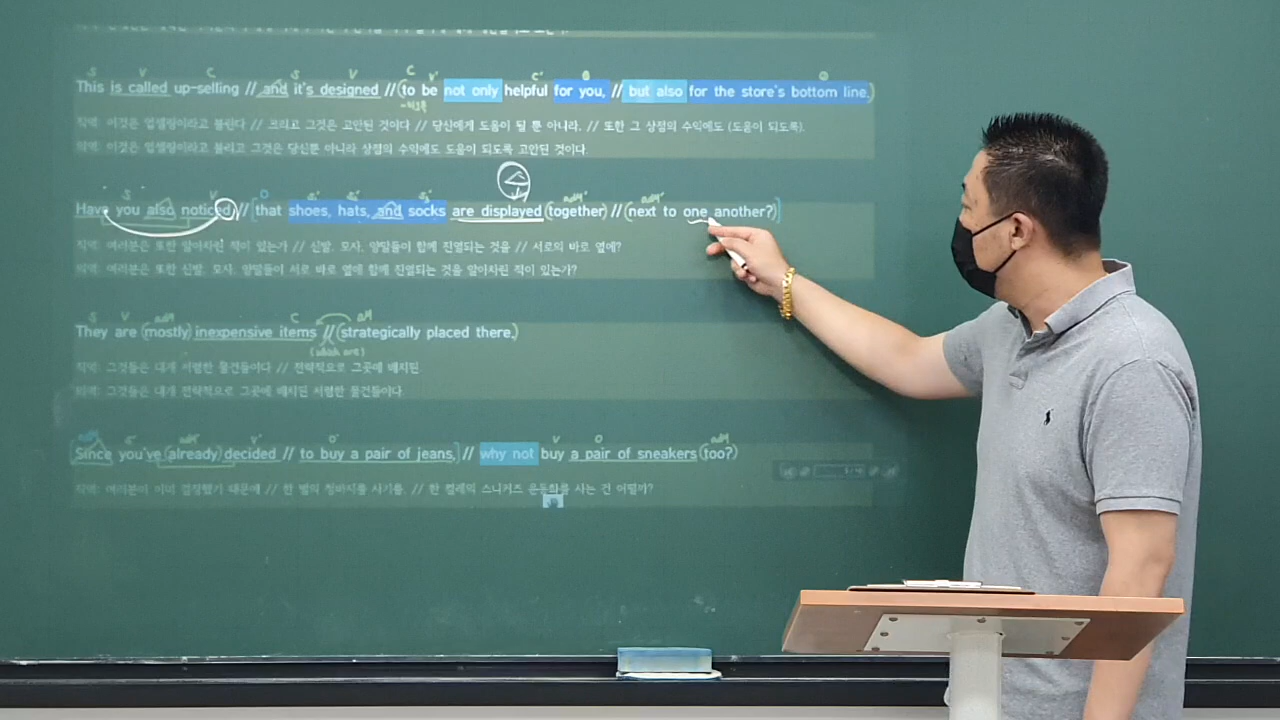 This is called up-selling // and it's designed // (to be not only helpful for you, // but also for the store's bottom line.)
직역: 이것은 업셀링이라고 불린다 // 그리고 그것은 고안된 것이다 // 당신에게 도움이 될 뿐 아니라, // 또한 그 상점의 수익에도 (도움이 되도록).
의역: 이것은 업셀링이라고 불리고 그것은 당신뿐 아니라 상점의 수익에도 도움이 되도록 고안된 것이다.
Have you also noticed // [that shoes, hats, and socks are displayed (together) // (next to one another?)]
직역: 여러분은 또한 알아차린 적이 있는가 // 신발, 모자, 양말들이 함께 진열되는 것을 // 서로의 바로 옆에?
의역: 여러분은 또한 신발, 모자, 양말들이 서로 바로 옆에 함께 진열되는 것을 알아차린 적이 있는가?
They are (mostly) inexpensive items // (strategically placed there.)
(which are)
직역: 그것들은 대개 저렴한 물건들이다 // 전략적으로 그곳에 배치된
의역: 그것들은 대개 전략적으로 그곳에 배치된 저렴한 물건들이다
Since you've (already) decided // to buy a pair of jeans, // why not buy a pair of sneakers (too?)
직역: 여러분이 이미 결정했기 때문에 // 한 벌의 청바지를 사기를, // 한 켤레의 스니커즈 운동화를 사는 건 어떨까?